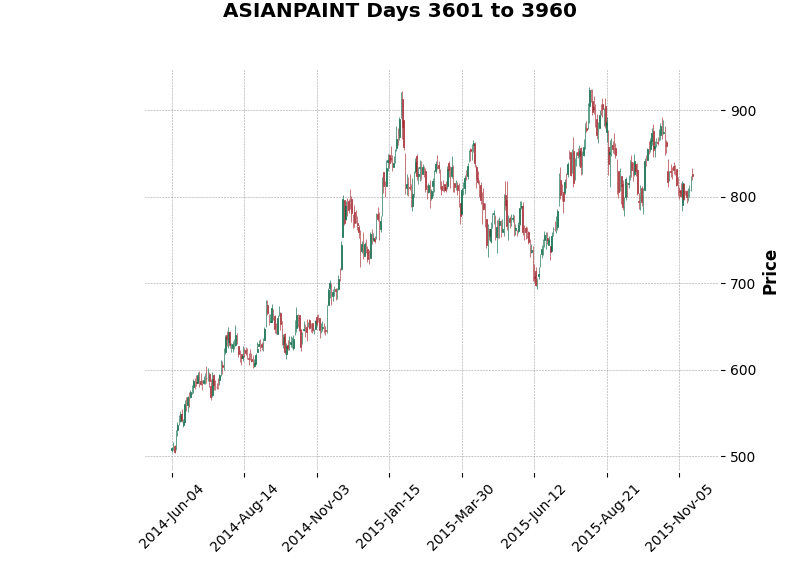 ASIANPAINT Days 3601 to 3960
900
800
700
600
500
Price
2014-Jun-04
2014-Aug-14
2014-Nov-03
2015-Jan-15
2015-Mar-30
2015-Jun-12
2015-Aug-21
2015-Nov-05